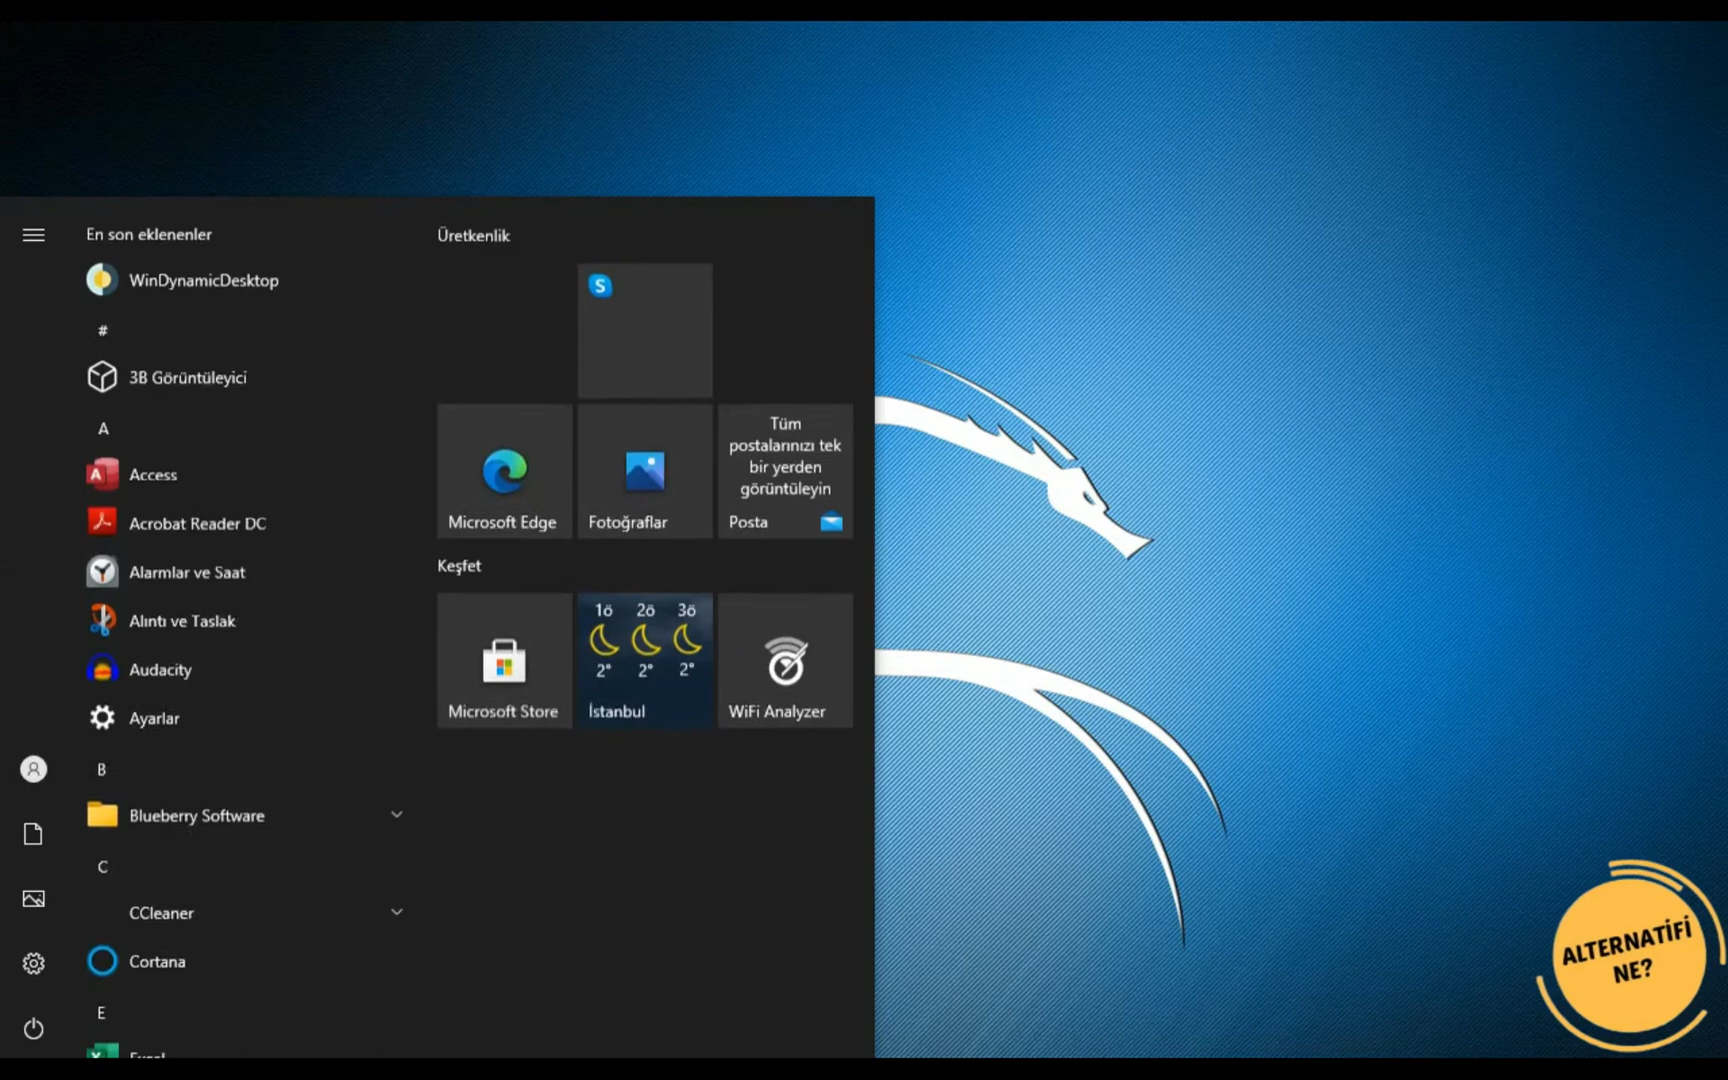 En son eklenenler
WinDynamicDesktop
#
3B Görüntüleyici
A
Access
Acrobat Reader DC
Alarmlar ve Saat
Alıntı ve Taslak
Audacity
Ayarlar
B
Blueberry Software
C
CCleaner
Cortana
E
Excel
Üretkenlik
Microsoft Edge
Fotoğraflar
Tüm
postalarınızı tek
bir yerden
görüntüleyin
Posta
Keşfet
Microsoft Store
1ö 2ö 3ö
2° 2° 2°
İstanbul
WiFi Analyzer
ALTERNATİFİ
NE?